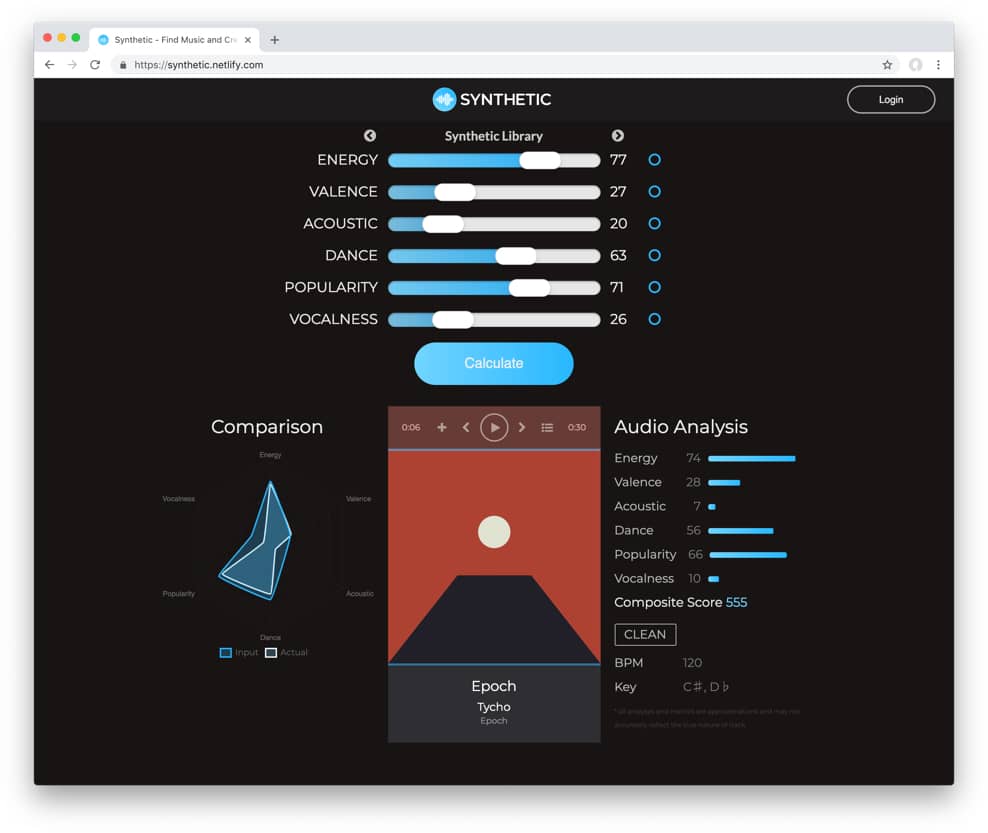 Synthetic - Find Music and Cre
https://synthetic.netlify.com
SYNTHETIC
Login
Synthetic Library
ENERGY 77
VALENCE 27
ACOUSTIC 20
DANCE 63
POPULARITY 71
VOCALNESS 26
Calculate
Comparison
Energy
Vocalness
Valence
Popularity
Acoustic
Dance
Input Actual
0:06 0:30
Epoch
Tycho
Epoch
Audio Analysis
Energy 74
Valence 28
Acoustic 7
Dance 56
Popularity 66
Vocalness 10
Composite Score 555
CLEAN
BPM 120
Key C♯, D♭
* all analyses and metrics are approximations and may not
accurately reflect the true nature of track.